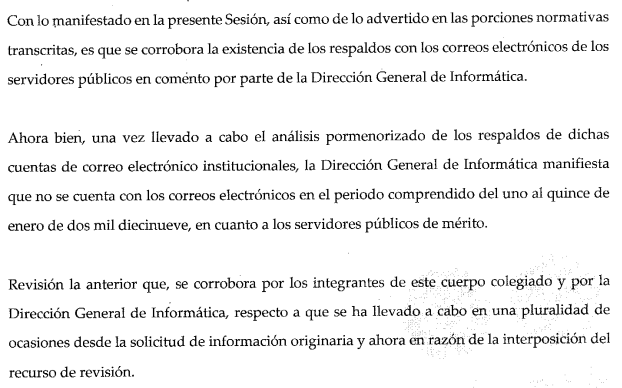 Con lo manifestado en la presente Sesión, así como de lo advertido en las porciones normativas
transcritas, es que se corrobora la existencia de los respaldos con los correos electrónicos de los
servidores públicos en comento por parte de la Dirección General de Informática.
Ahora bien, una vez llevado a cabo el análisis pormenorizado de los respaldos de dichas
cuentas de correo electrónico institucionales, la Dirección General de Informática manifiesta
que no se cuenta con los correos electrónicos en el periodo comprendido del uno al quince de
enero de dos mil diecinueve, en cuanto a los servidores públicos de mérito.
Revisión la anterior que, se corrobora por los integrantes de este cuerpo colegiado y por la
Dirección General de Informática, respecto a que se ha llevado a cabo en una pluralidad de
ocasiones desde la solicitud de información originaria y ahora en razón de la interposición del
recurso de revisión.